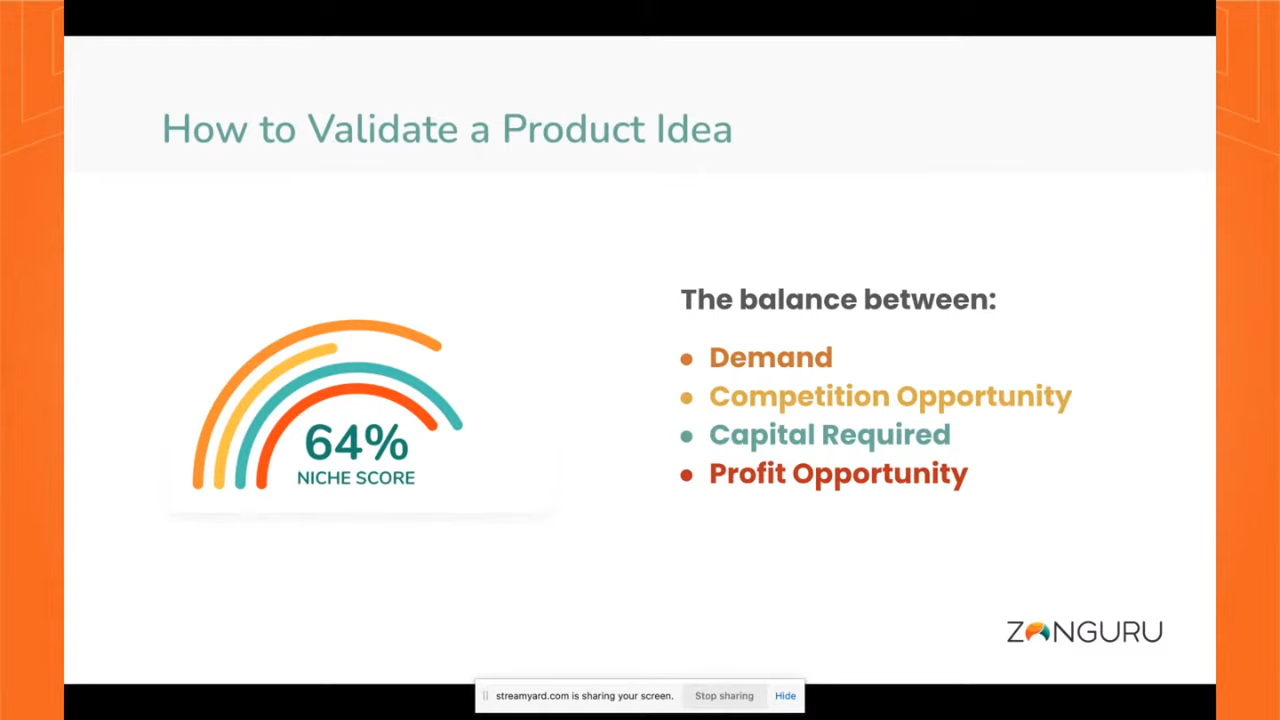 How to Validate a Product Idea
The balance between:
• Demand
• Competition Opportunity
• Capital Required
• Profit Opportunity
64%
NICHE SCORE
ZONGURU
streamyard.com is sharing your screen. Stop sharing Hide